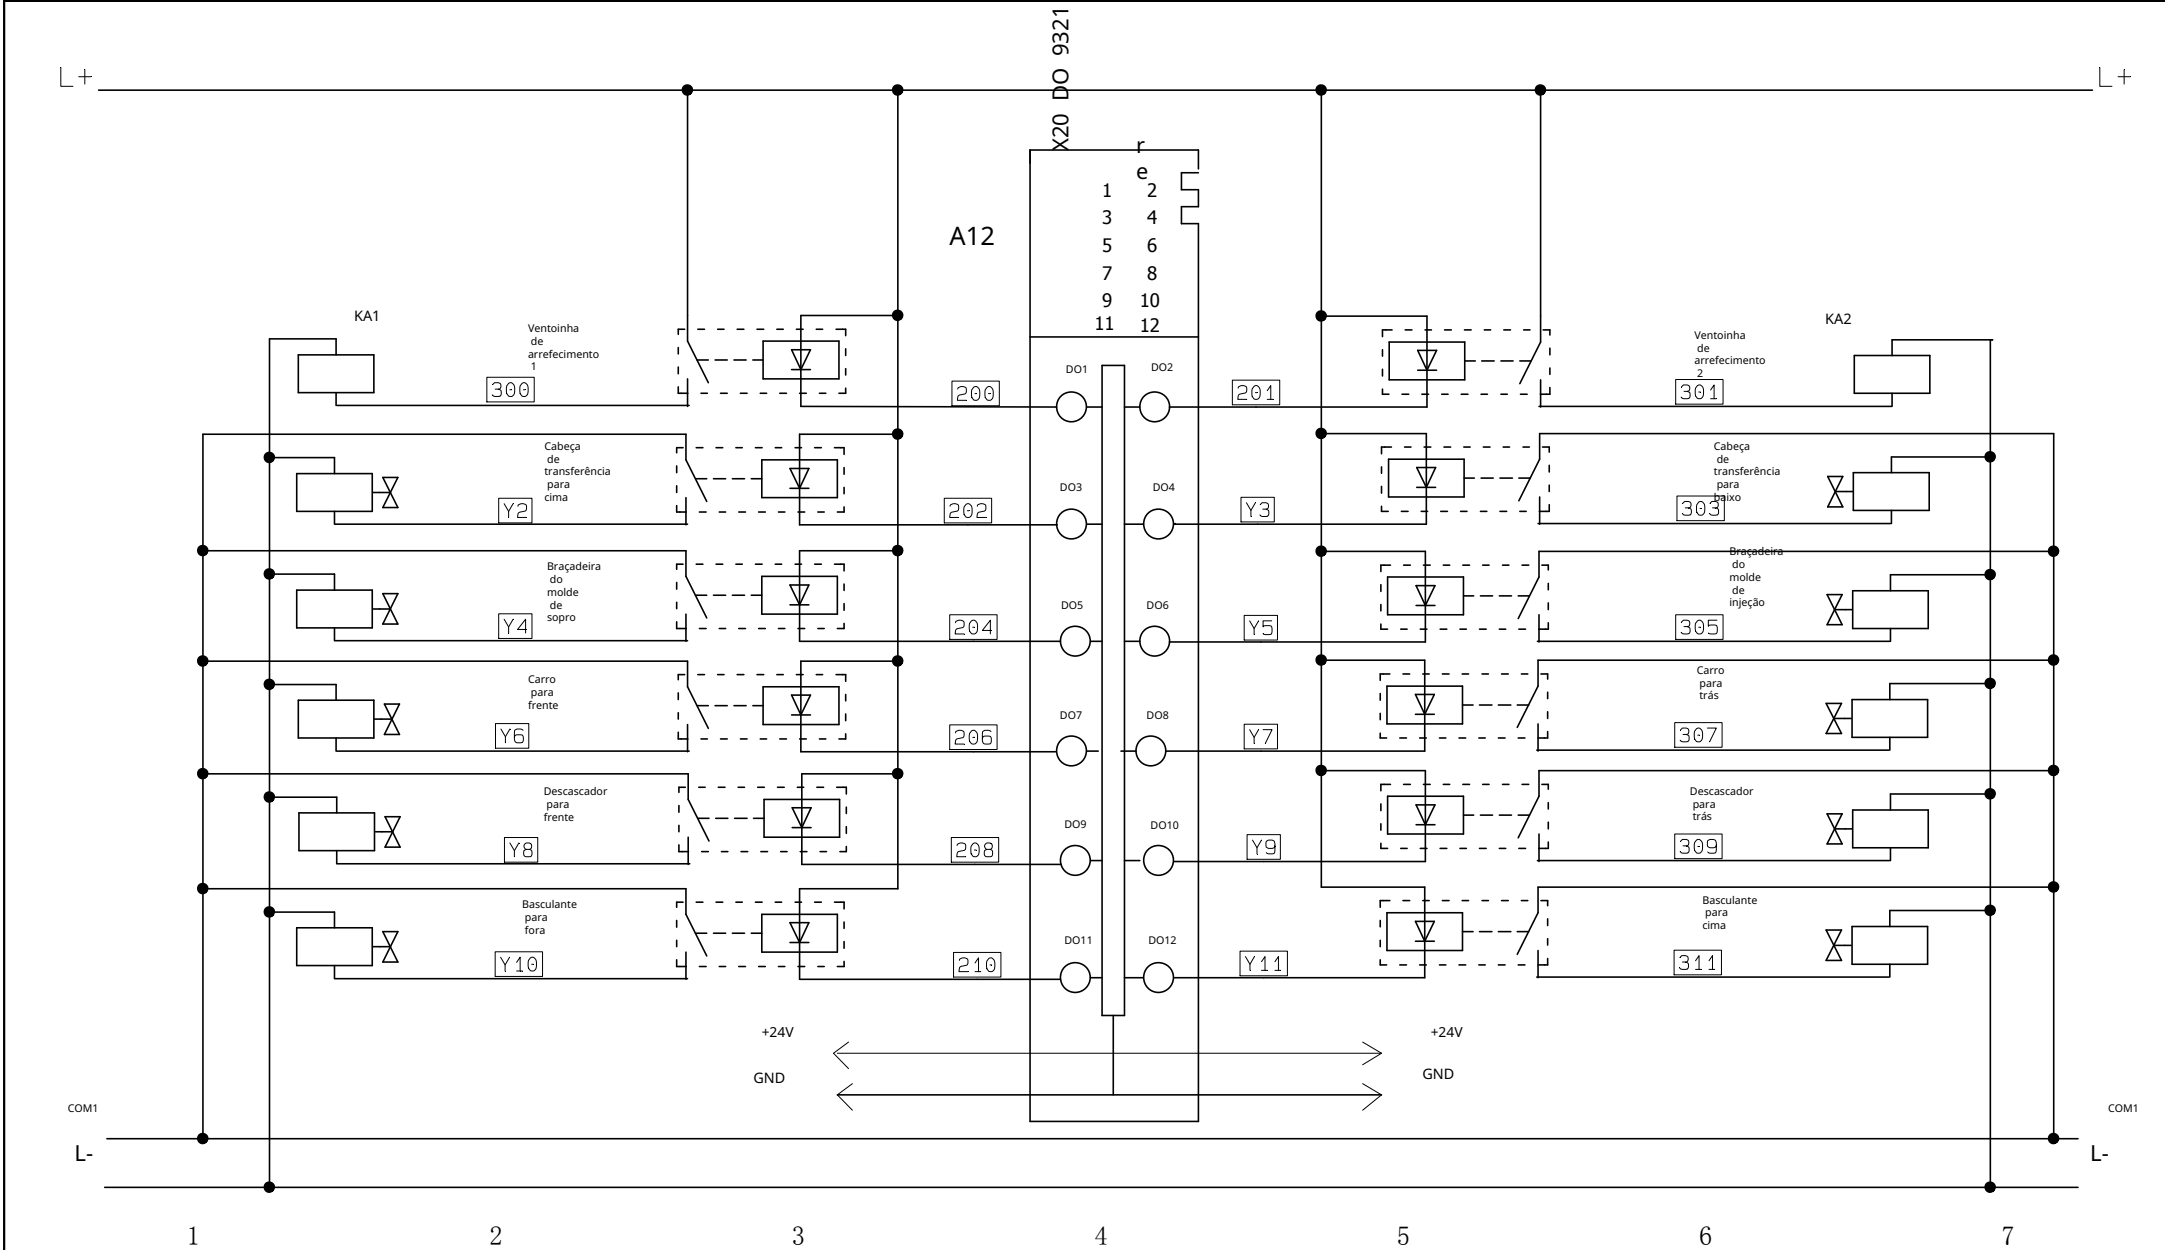 X20 DO 9321
L+
L+
r
e
1 2
3 4
A12
5 6
7 8
9 10
11 12
KA1
Ventoinha
de
arrefecimento
1
300
200
DO1
DO2
201
Ventoinha
de
arrefecimento
2
301
KA2
Cabeça
de
transferência
para
cima
Y2
202
DO3
DO4
Y3
Cabeça
de
transferência
para
baixo
303
Braçadeira
do
molde
de
sopro
Y4
204
DO5
DO6
Y5
Braçadeira
do
molde
de
injeção
305
Carro
para
frente
Y6
206
DO7
DO8
Y7
Carro
para
trás
307
Descascador
para
frente
Y8
208
DO9
DO10
Y9
Descascador
para
trás
309
Basculante
para
fora
Y10
210
DO11
DO12
Y11
Basculante
para
cima
311
+24V
+24V
GND
GND
COM1
COM1
L-
L-
1 2 3 4 5 6 7